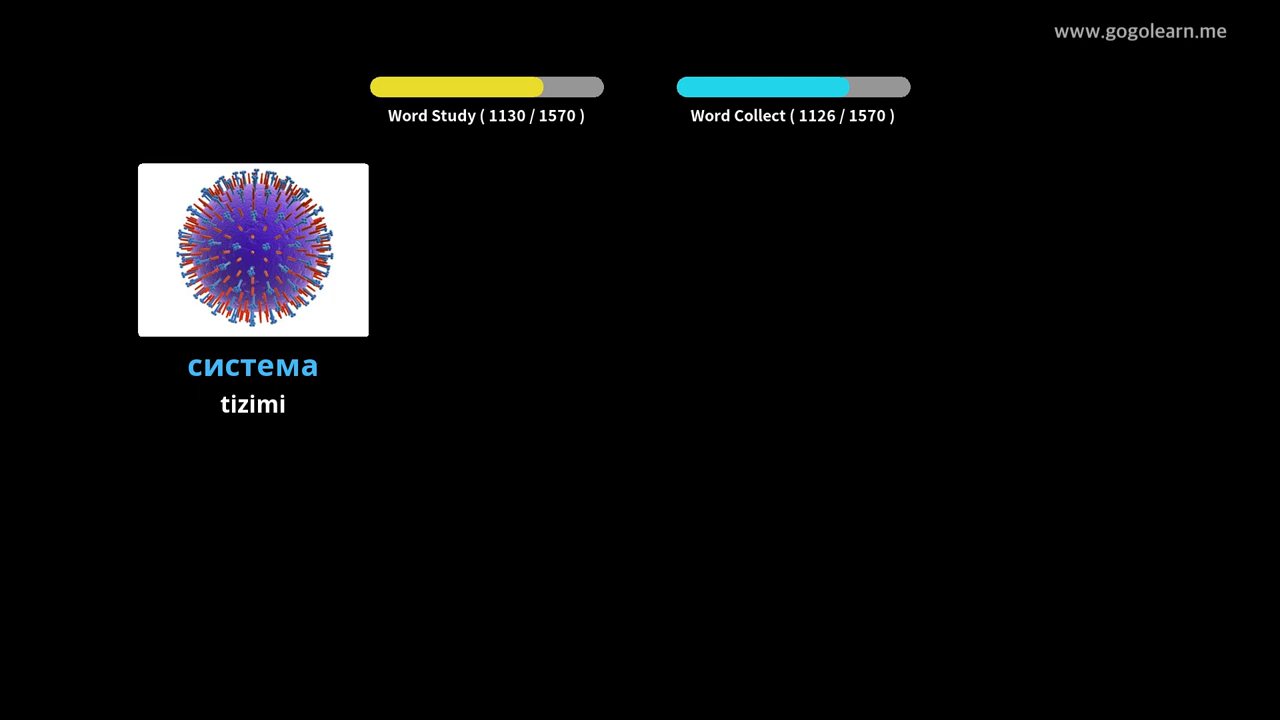 www.gogolearn.me
Word Study ( 1130 / 1570 )
Word Collect ( 1126 / 1570 )
система
tizimi